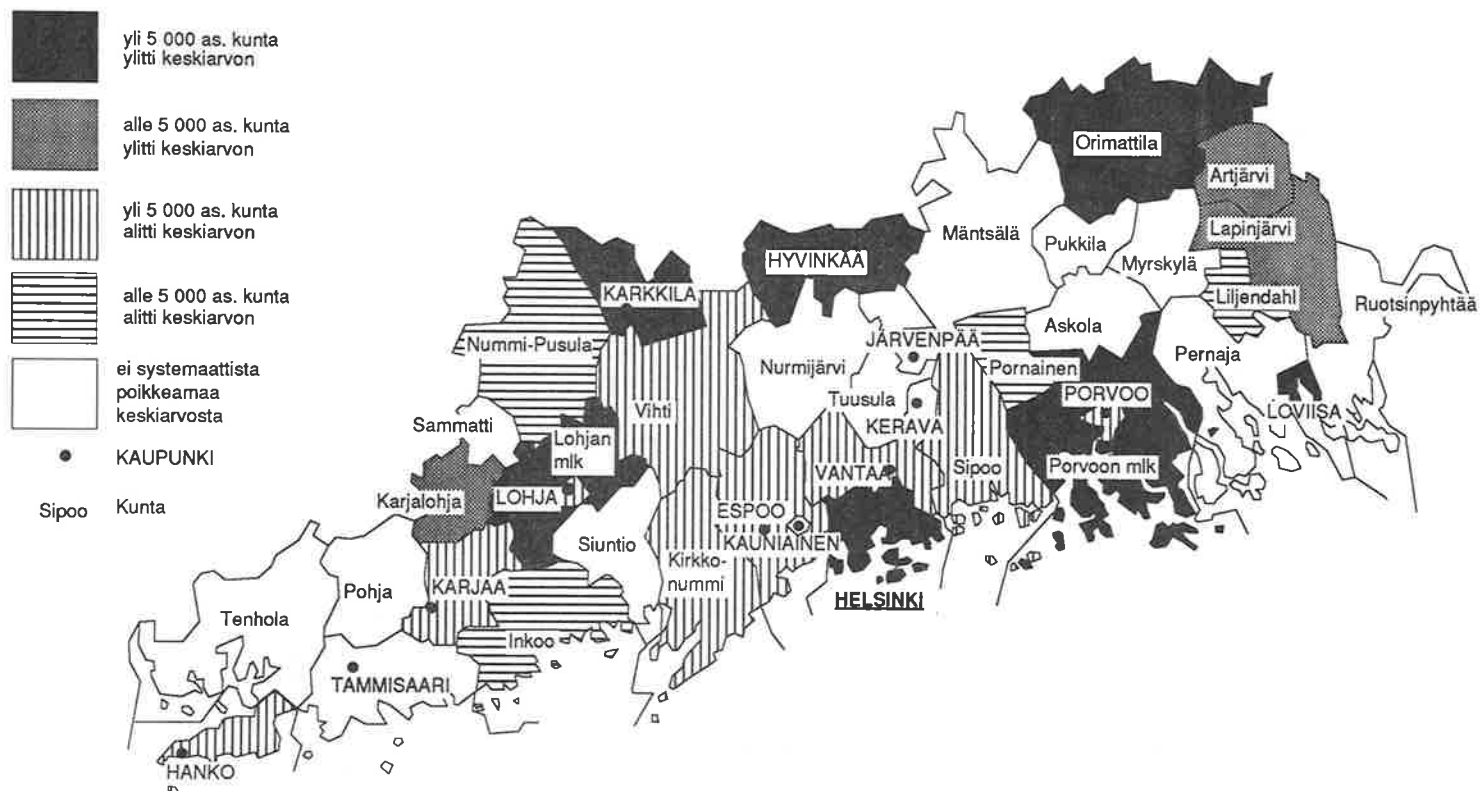 yli 5 000 as. kunta
ylitti keskiarvon
alle 5 000 as. kunta
ylitti keskiarvon
yli 5 000 as. kunta
alitti keskiarvon
alle 5 000 as. kunta
alitti keskiarvon
ei systemaattista
poikkeamaa
keskiarvosta
KAUPUNKI
Sipoo Kunta
Orimattila
Artjärvi
Mäntsälä
Pukkila
Lapinjärvi
Myrskylä
HYVINKÄÄ
KARKKILA
Liljendahl
Ruotsinpyhtää
Askola
Nummi-Pusula
JÄRVENPÄÄ
Nurmijärvi
Pornainen
Pernaja
PORVOO
Tuusula
Vihti
LOVIISA
Sammatti
KERAVA
Lohjan
mlk
VANTAA
Sipoo
Porvoon mlk
Karjalohja
LOHJA
ESPOO
KAUNIAINEN
Siuntio
Kirkko-
nummi
KARJAA
Pohja
HELSINKI
Tenhola
Inkoo
TAMMISAARI
HANKO